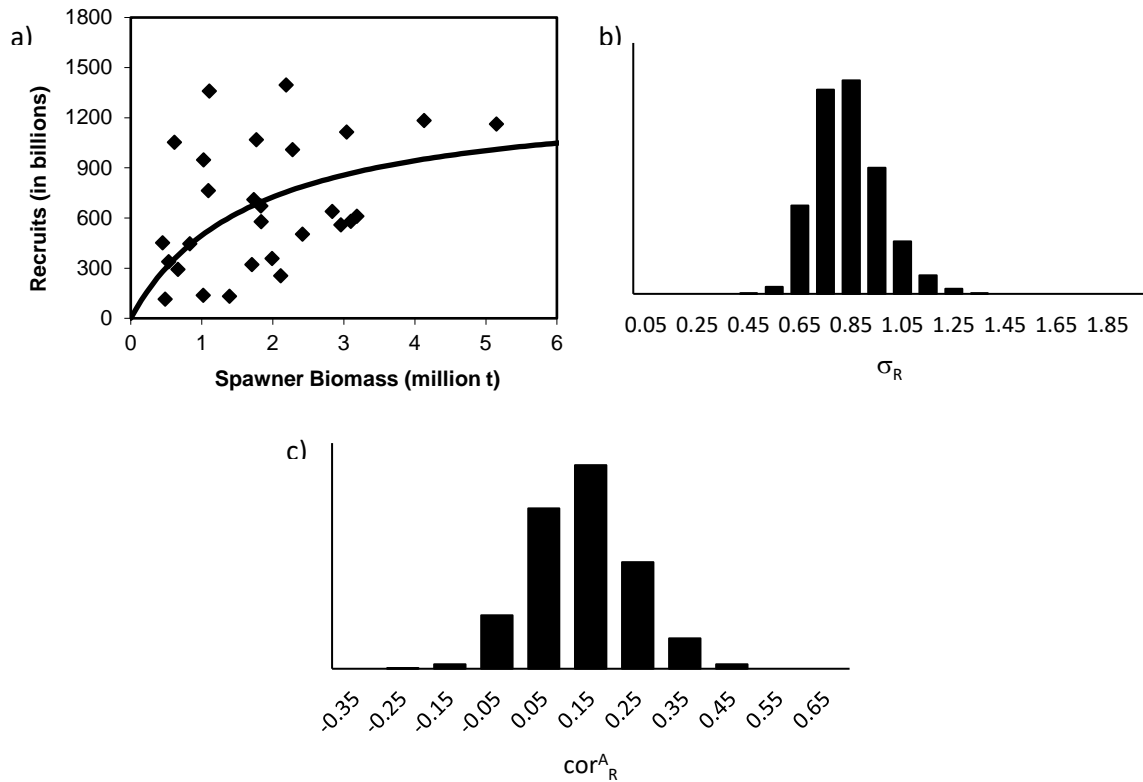 a)
1800
1500
1200
900
600
300
0
Recruits (in billions)
0 1 2 3 4 5 6
Spawner Biomass (million t)
b)
0.05 0.25 0.45 0.65 0.85 1.05 1.25 1.45 1.65 1.85
σR
c)
-0.35 -0.25 -0.15 -0.05 0.05 0.15 0.25 0.35 0.45 0.55 0.65
corᴬR